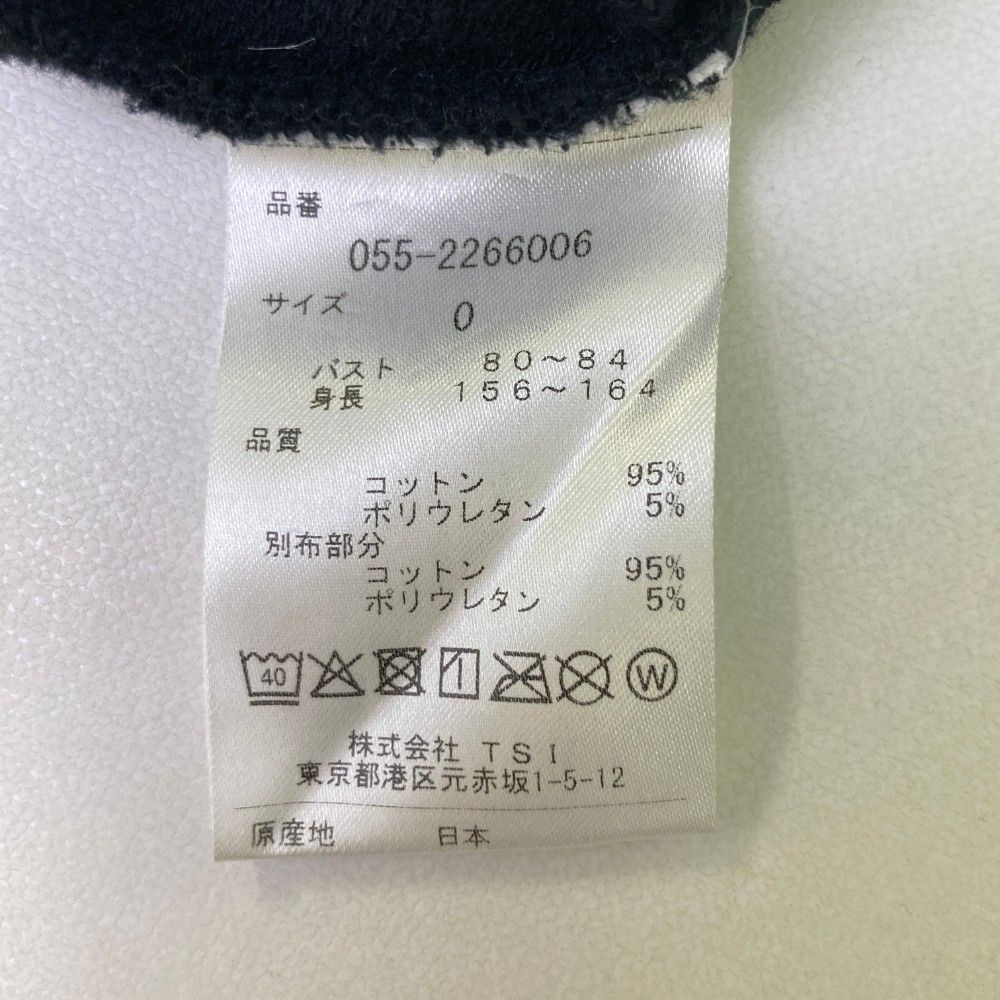 品番
055-2266006
サイズ 0
バスト 80～84
身長 156～164
品質
コットン 95%
ポリウレタン 5%
別布部分
コットン 95%
ポリウレタン 5%
40 W
株式会社 TSI
東京都港区元赤坂1-5-12
原産地 日本